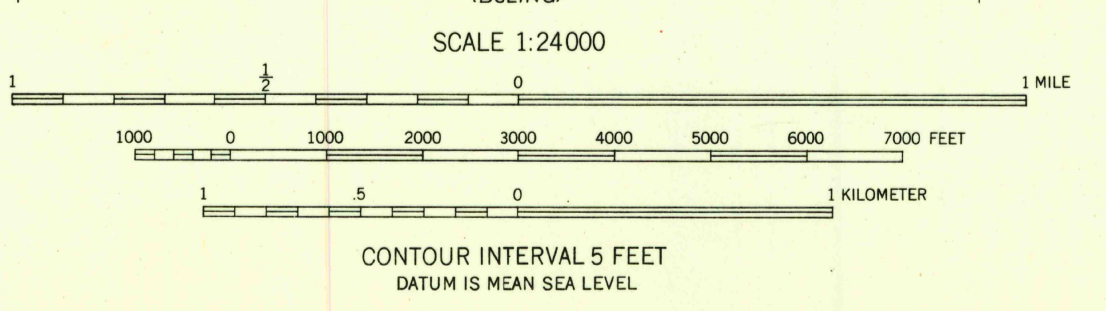 SCALE 1:24000
1 1/2 0 1 MILE
1000 0 1000 2000 3000 4000 5000 6000 7000 FEET
1 .5 0 1 KILOMETER
CONTOUR INTERVAL 5 FEET
DATUM IS MEAN SEA LEVEL